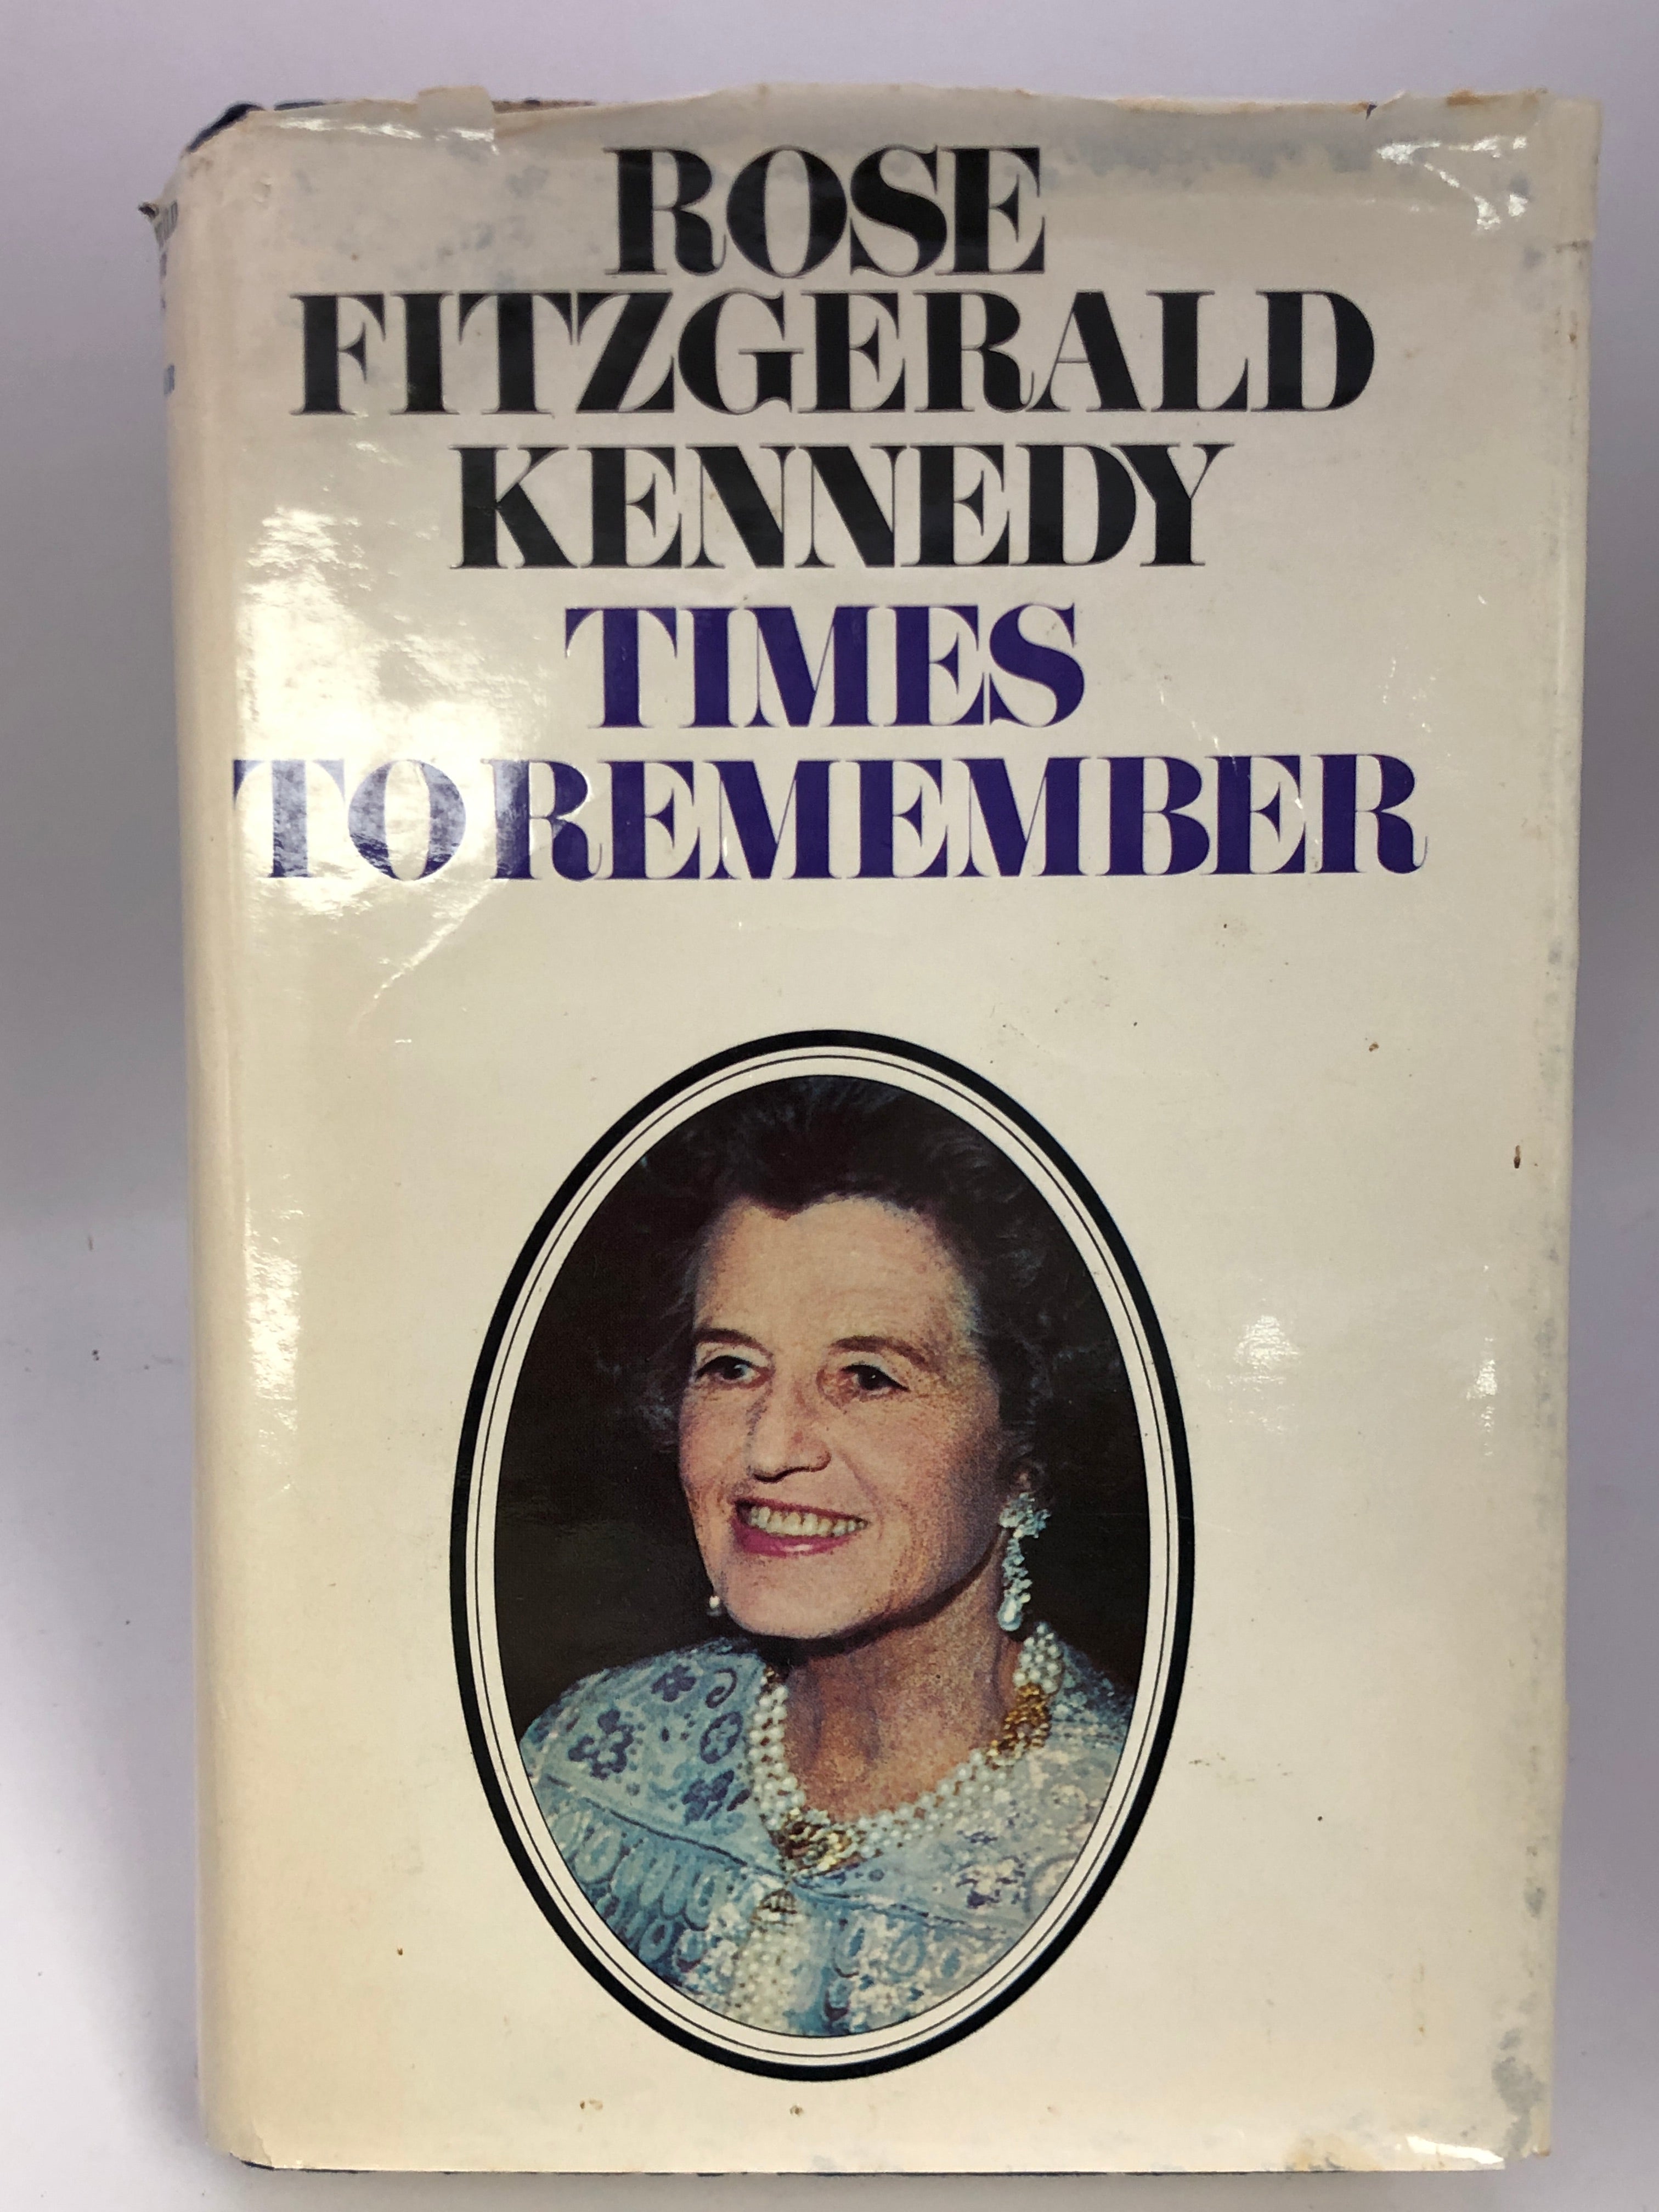 ROSE
FITZGERALD
KENNEDY
TIMES
TO REMEMBER